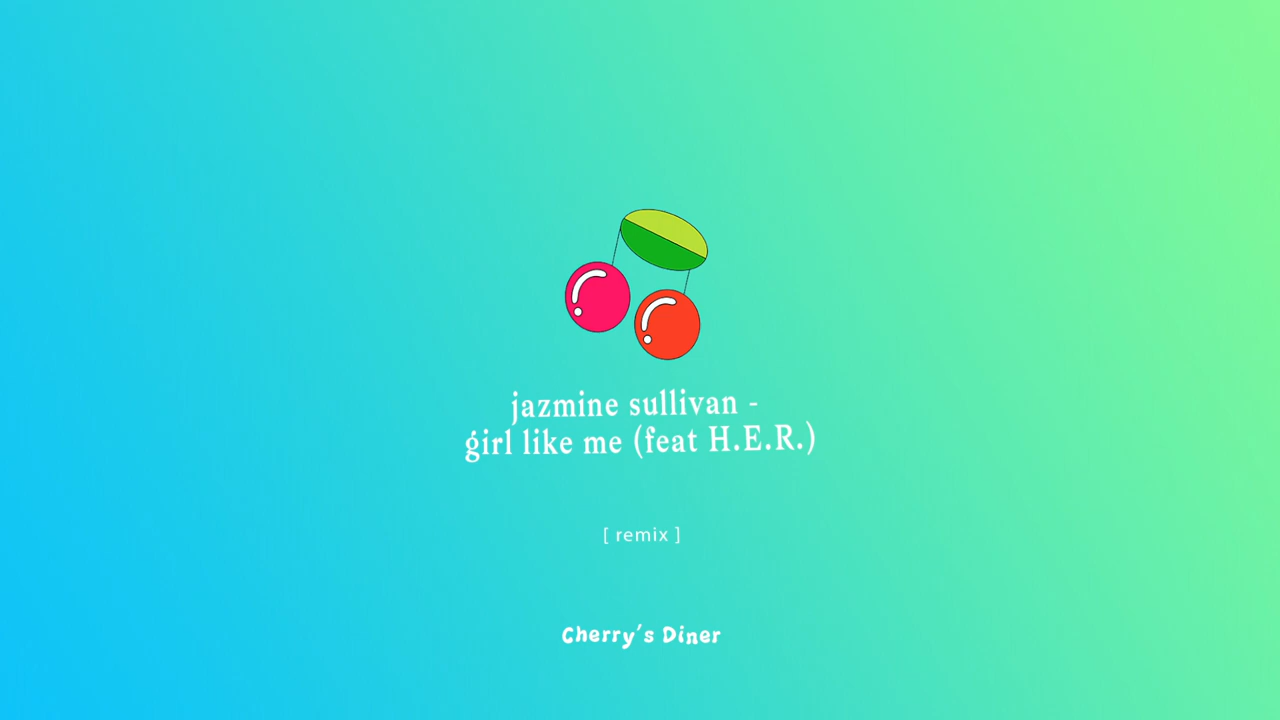 jazmine sullivan -
girl like me (feat H.E.R.)
[ remix ]
Cherry's Diner